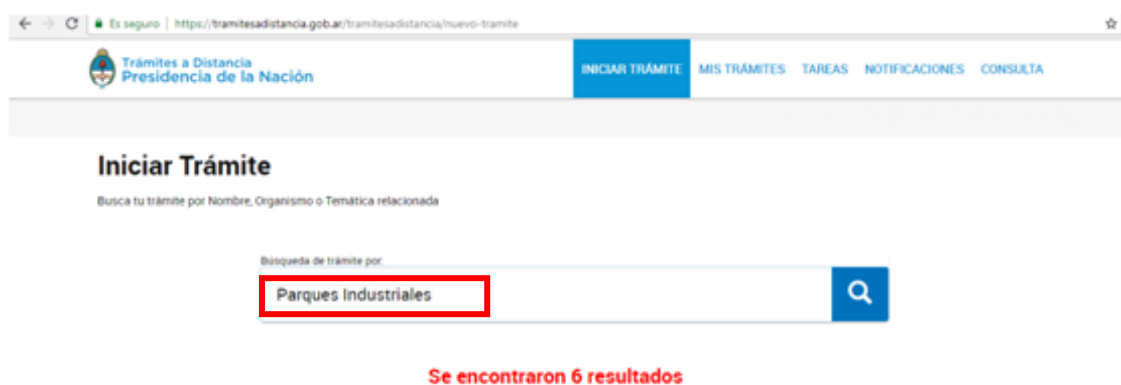 Es seguro | https://tramitesadistancia.gob.ar/tramitesadistancia/nuevo-tramite
Trámites a Distancia
Presidencia de la Nación
INICIAR TRÁMITE MIS TRÁMITES TAREAS NOTIFICACIONES CONSULTA
Iniciar Trámite
Busca tu trámite por Nombre, Organismo o Temática relacionada
Búsqueda de trámite por:
Parques Industriales
Se encontraron 6 resultados